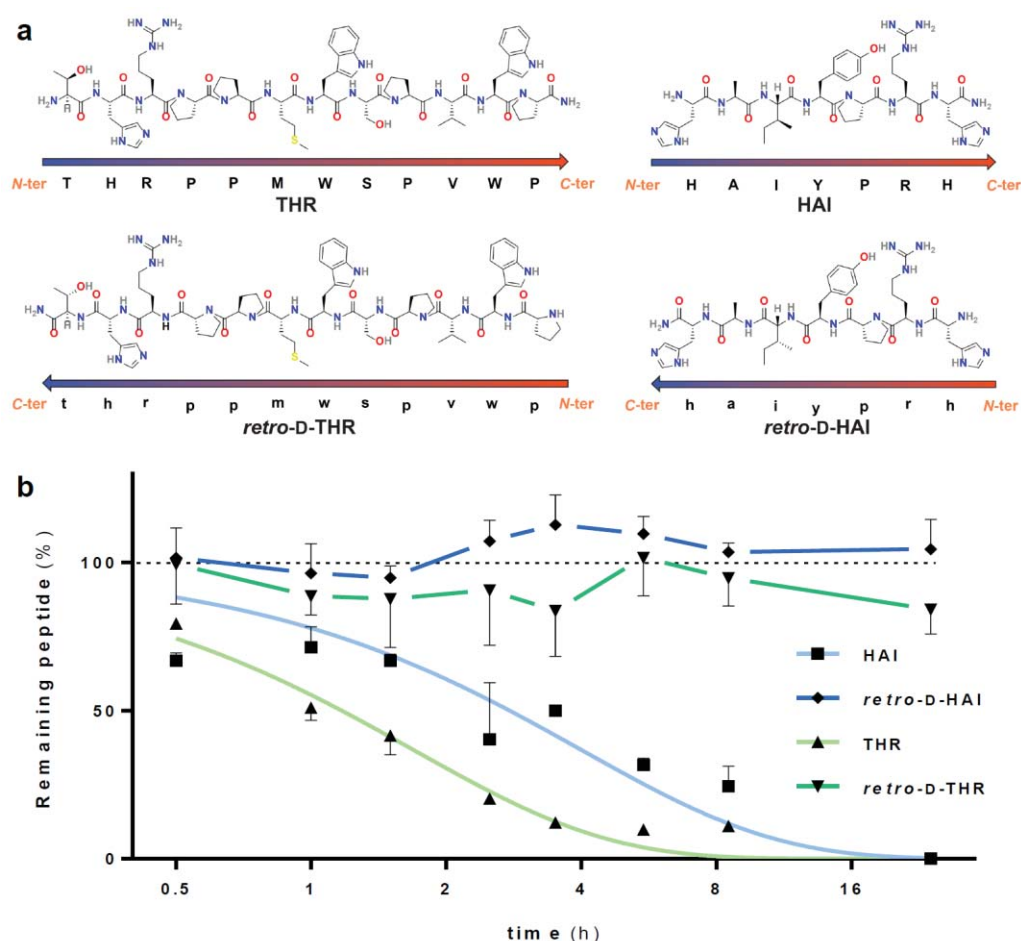 a
N-ter T H R P P M W S P V W P C-ter
THR
N-ter H A I Y P R H C-ter
HAI
C-ter t h r p p m w s p v w p N-ter
retro-D-THR
C-ter h a i y p r h N-ter
retro-D-HAI
b
Remaining peptide (%)
100
50
0
HAI
retro-D-HAI
THR
retro-D-THR
0.5 1 2 4 8 16
time (h)